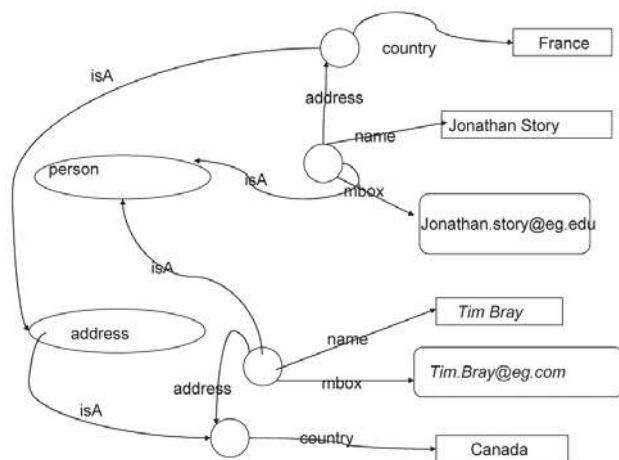 France
country
isA
address
name
Jonathan Story
person
isA
mbox
Jonathan.story@eg.edu
isA
Tim Bray
address
name
address
mbox
Tim.Bray@eg.com
isA
country
Canada